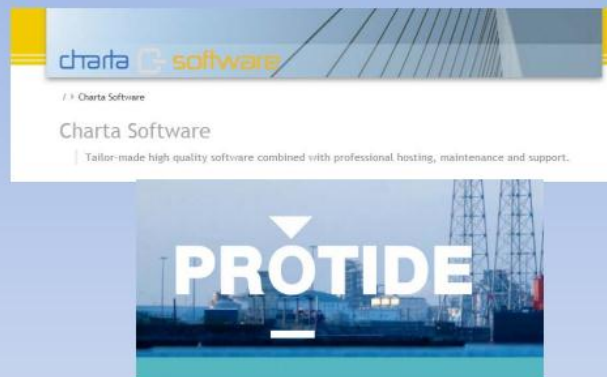 charta software
/ > Charta Software
Charta Software
Tailor-made high quality software combined with professional hosting, maintenance and support.
PROTIDE